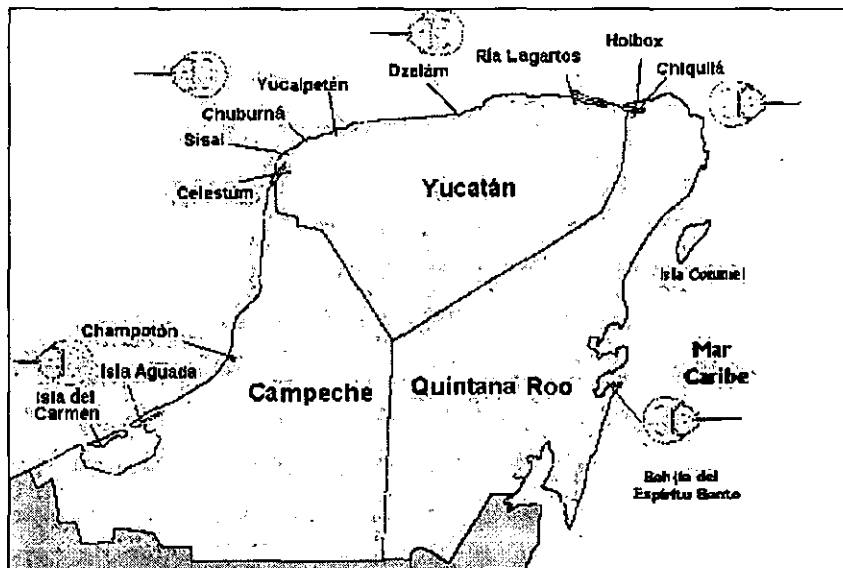 Holbox
Ría Lagartos
Chiquilá
Dzelám
Yucalpetén
Chuburná
Sisal
Celestum
Yucatán
Isla Cozumel
Champotón
Isla Aguada
Isla del
Carmen
Campeche
Quintana Roo
Mar
Caribe
Bahía del
Espíritu Santo